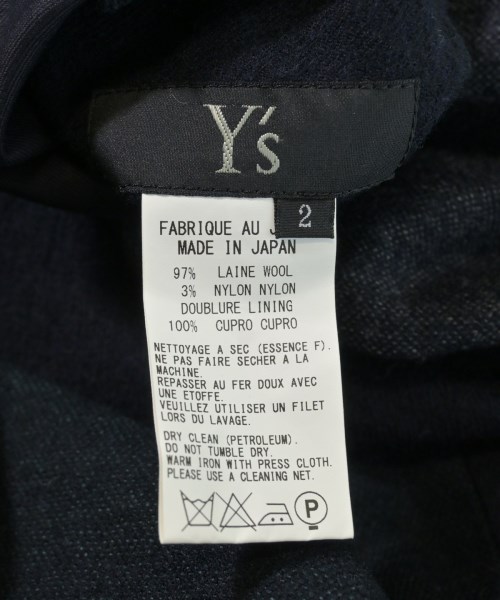 Y's
2
FABRIQUE AU J
MADE IN JAPAN
97% LAINE WOOL
3% NYLON NYLON
DOUBLURE LINING
100% CUPRO CUPRO
NETTOYAGE A SEC (ESSENCE F).
NE PAS FAIRE SECHER A LA
MACHINE.
REPASSER AU FER DOUX AVEC
UNE ETOFFE.
VEUILLEZ UTILISER UN FILET
LORS DU LAVAGE.
DRY CLEAN (PETROLEUM).
DO NOT TUMBLE DRY.
WARM IRON WITH PRESS CLOTH.
PLEASE USE A CLEANING NET.
P